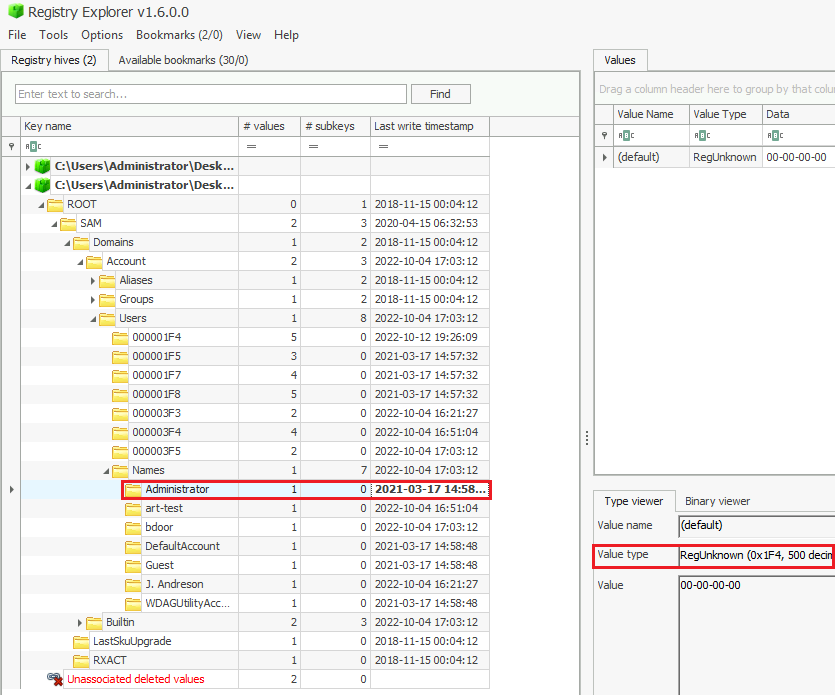 Registry Explorer v1.6.0.0
File Tools Options Bookmarks (2/0) View Help
Registry hives (2) Available bookmarks (30/0)
Enter text to search... Find
Key name # values # subkeys Last write timestamp
ABC = = =
C:\Users\Administrator\Desk...
C:\Users\Administrator\Desk...
ROOT 0 1 2018-11-15 00:04:12
SAM 2 3 2020-04-15 06:32:53
Domains 1 2 2018-11-15 00:04:12
Account 2 3 2022-10-04 17:03:12
Aliases 1 2 2018-11-15 00:04:12
Groups 1 2 2018-11-15 00:04:12
Users 1 8 2022-10-04 17:03:12
000001F4 5 0 2022-10-12 19:26:09
000001F5 3 0 2021-03-17 14:57:32
000001F7 4 0 2021-03-17 14:57:32
000001F8 5 0 2021-03-17 14:57:32
000003F3 2 0 2022-10-04 16:21:27
000003F4 4 0 2022-10-04 16:51:04
000003F5 2 0 2022-10-04 17:03:12
Names 1 7 2022-10-04 17:03:12
Administrator 1 0 2021-03-17 14:58...
art-test 1 0 2022-10-04 16:51:04
bdoor 1 0 2022-10-04 17:03:12
DefaultAccount 1 0 2021-03-17 14:58:48
Guest 1 0 2021-03-17 14:58:48
J. Andreson 1 0 2022-10-04 16:21:27
WDAGUtilityAcc... 1 0 2021-03-17 14:58:48
Builtin 2 3 2022-10-04 17:03:12
LastSkuUpgrade 1 0 2018-11-15 00:04:12
RXACT 1 0 2018-11-15 00:04:12
Unassociated deleted values 2 0
Values
Drag a column header here to group by that colu
Value Name Value Type Data
ABC ABC ABC
(default) RegUnknown 00-00-00-00
Type viewer Binary viewer
Value name (default)
Value type RegUnknown (0x1F4, 500 decim
Value 00-00-00-00